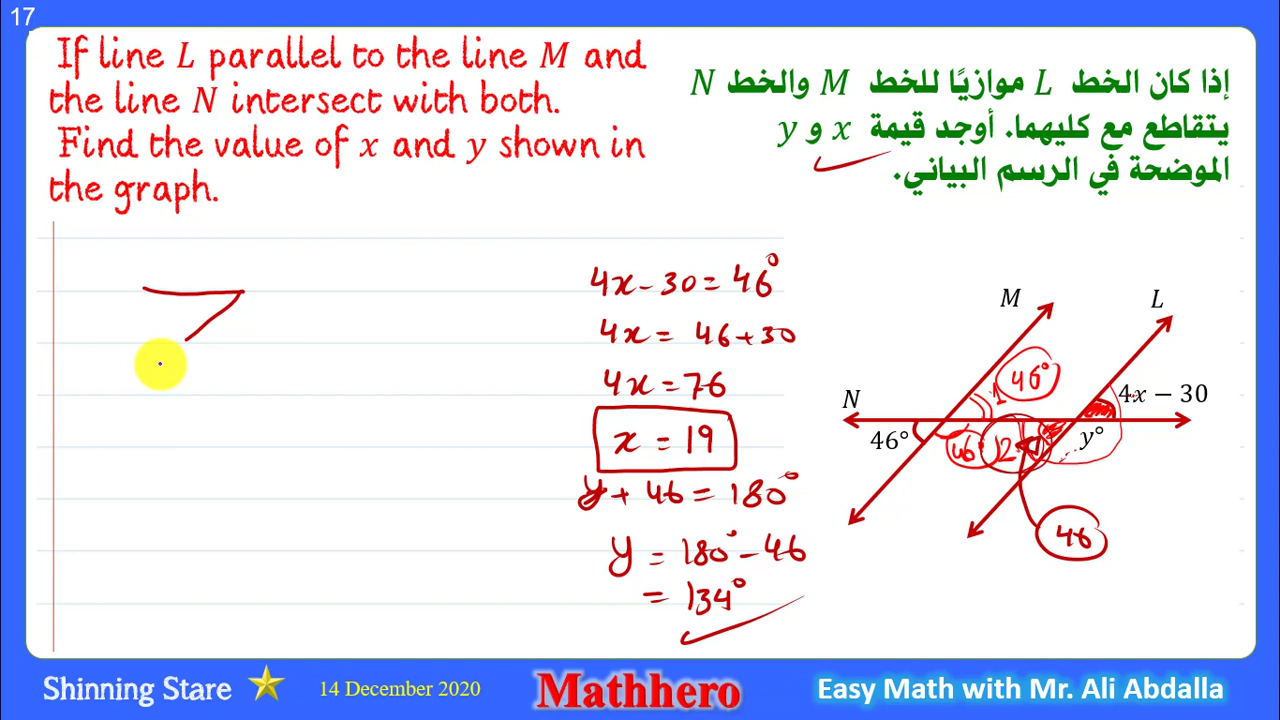 17
If line L parallel to the line M and
the line N intersect with both.
Find the value of x and y shown in
the graph.
إذا كان الخط L موازيًا للخط M والخط N
يتقاطع مع كليهما. أوجد قيمة x و y
الموضحة في الرسم البياني.
4x - 30 = 46°
4x = 46 + 30
4x = 76
x = 19
y + 46 = 180°
y = 180° - 46
= 134°
M
L
1 46°
N
4x − 30
46°
46
12
y°
46
Shinning Stare
14 December 2020
Mathhero
Easy Math with Mr. Ali Abdalla